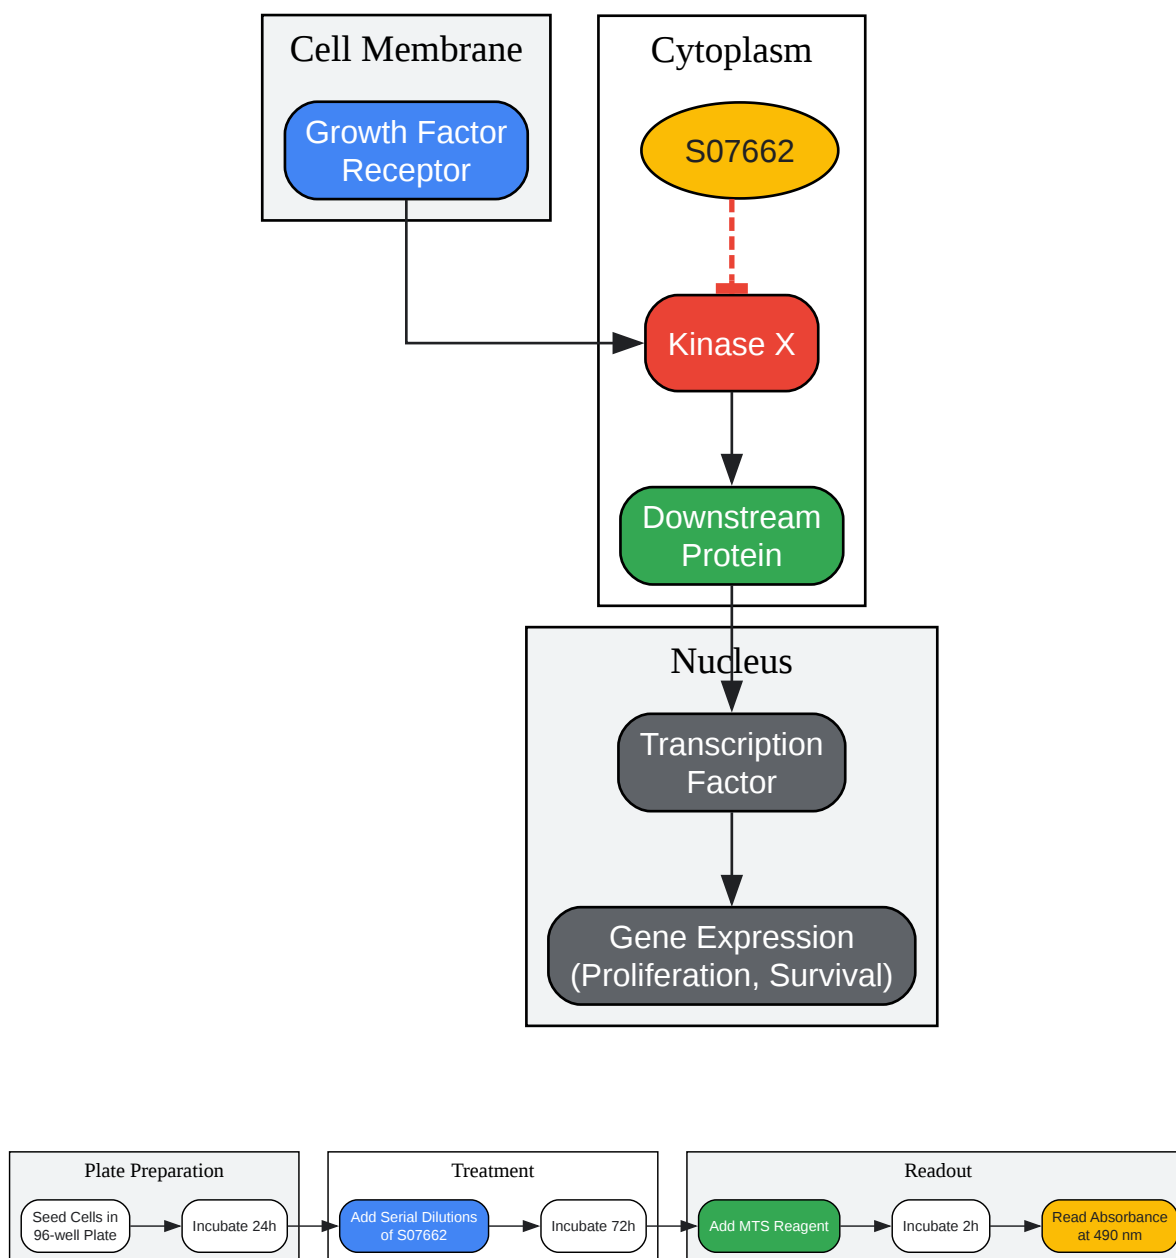 Cell Membrane
Growth Factor
Receptor
Cytoplasm
S07662
Kinase X
Downstream
Protein
Nucleus
Transcription
Factor
Gene Expression
(Proliferation, Survival)
Plate Preparation
Seed Cells in
96-well Plate
Incubate 24h
Treatment
Add Serial Dilutions
of S07662
Incubate 72h
Readout
Add MTS Reagent
Incubate 2h
Read Absorbance
at 490 nm